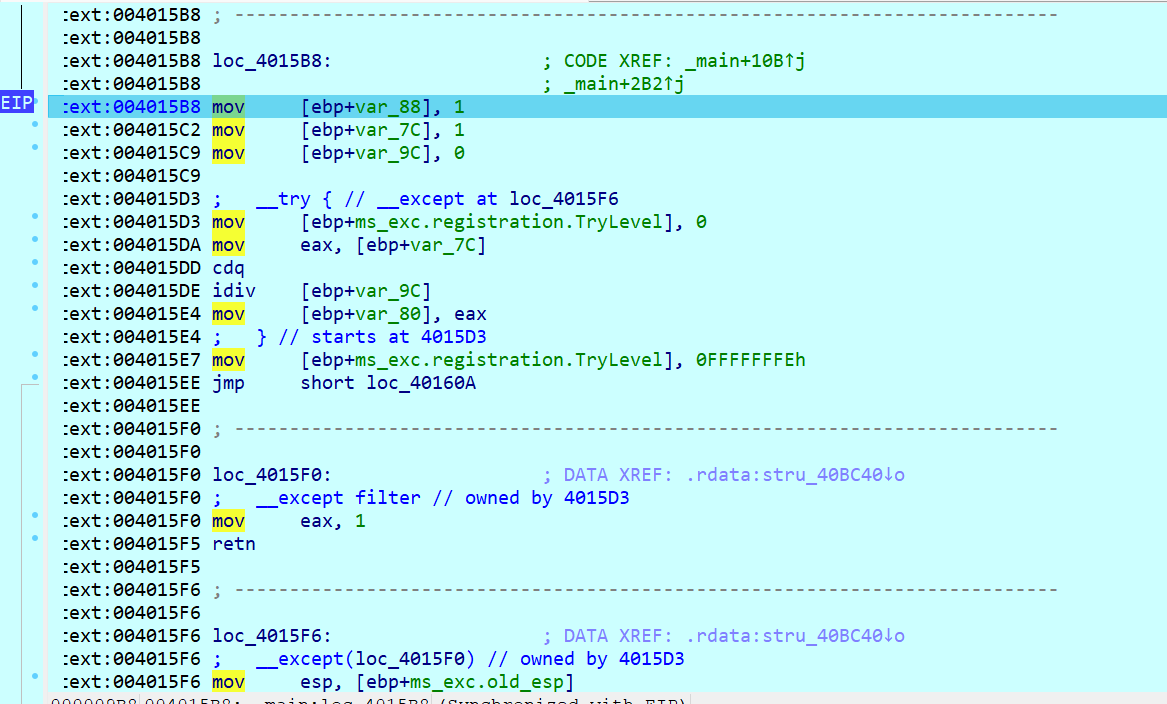 :ext:004015B8 ; ---------------------------------------------------------------------------
:ext:004015B8
:ext:004015B8 loc_4015B8: ; CODE XREF: _main+10B↑j
:ext:004015B8 ; _main+2B2↑j
EIP :ext:004015B8 mov [ebp+var_88], 1
:ext:004015C2 mov [ebp+var_7C], 1
:ext:004015C9 mov [ebp+var_9C], 0
:ext:004015C9
:ext:004015D3 ; __try { // __except at loc_4015F6
:ext:004015D3 mov [ebp+ms_exc.registration.TryLevel], 0
:ext:004015DA mov eax, [ebp+var_7C]
:ext:004015DD cdq
:ext:004015DE idiv [ebp+var_9C]
:ext:004015E4 mov [ebp+var_80], eax
:ext:004015E4 ; } // starts at 4015D3
:ext:004015E7 mov [ebp+ms_exc.registration.TryLevel], 0FFFFFFFEh
:ext:004015EE jmp short loc_40160A
:ext:004015EE
:ext:004015F0 ; ---------------------------------------------------------------------------
:ext:004015F0
:ext:004015F0 loc_4015F0: ; DATA XREF: .rdata:stru_40BC40↓o
:ext:004015F0 ; __except filter // owned by 4015D3
:ext:004015F0 mov eax, 1
:ext:004015F5 retn
:ext:004015F5
:ext:004015F6 ; ---------------------------------------------------------------------------
:ext:004015F6
:ext:004015F6 loc_4015F6: ; DATA XREF: .rdata:stru_40BC40↓o
:ext:004015F6 ; __except(loc_4015F0) // owned by 4015D3
:ext:004015F6 mov esp, [ebp+ms_exc.old_esp]
004015B8: main:loc_4015B8 (Synchronized with EIP)